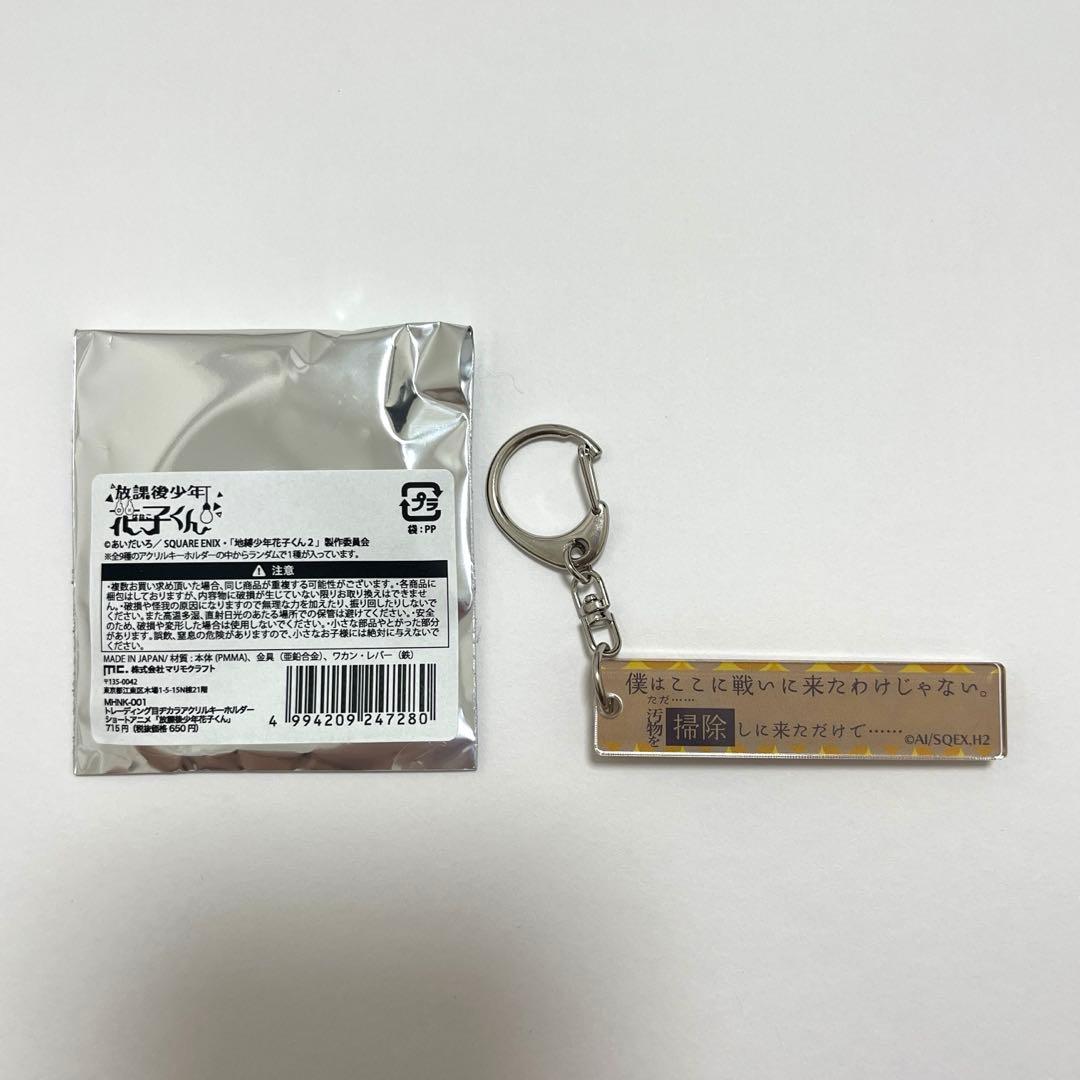 放課後少年
花子くん
プラ
袋:PP
©あいだいろ/SQUARE ENIX・「地縛少年花子くん2」製作委員会
※全9種のアクリルキーホルダーの中からランダムで1種が入っています。
注意
・複数お買い求め頂いた場合、同じ商品が重複する可能性がございます。・各商品に
梱包はしておりますが、内容物に破損が生じていない限りお取り換えはできませ
ん。・破損や怪我の原因になりますので無理な力を加えたり、振り回したりしないで
ください。また高温多湿、直射日光のあたる場所での保管は避けてください。・安全
のため、破損や変形した場合は使用しないでください。・小さな部品やとがった部分
があります。誤飲、窒息の危険がありますので、小さなお子様には絶対に与えないで
ください。
MADE IN JAPAN/ 材質:本体(PMMA)、金具(亜鉛合金)、ワカン・レバー(鉄)
mc. 株式会社マリモクラフト
〒135-0042
東京都江東区木場1-5-15N棟21階
MHNK-001
トレーディング目ヂカラアクリルキーホルダー
ショートアニメ「放課後少年花子くん」
715円(税抜価格 650円)
4 994209 247280
僕はここに戦いに来たわけじゃない。
ただ……
汚物を掃除しに来ただけで……
©AI/SQEX,H2